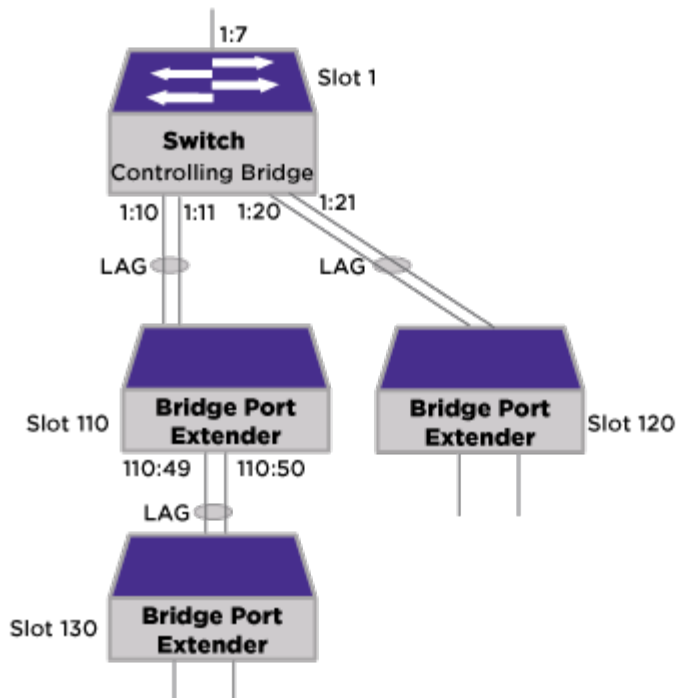 1:7
Slot 1
Switch
Controlling Bridge
1:10
1:11
1:20
1:21
LAG
LAG
Slot 110
Bridge Port
Extender
Bridge Port
Extender
Slot 120
110:49
110:50
LAG
Slot 130
Bridge Port
Extender